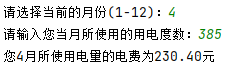 请选择当前的月份(1-12)：4
请输入您当月所使用的用电度数：385
您4月所使用电量的电费为230.40元